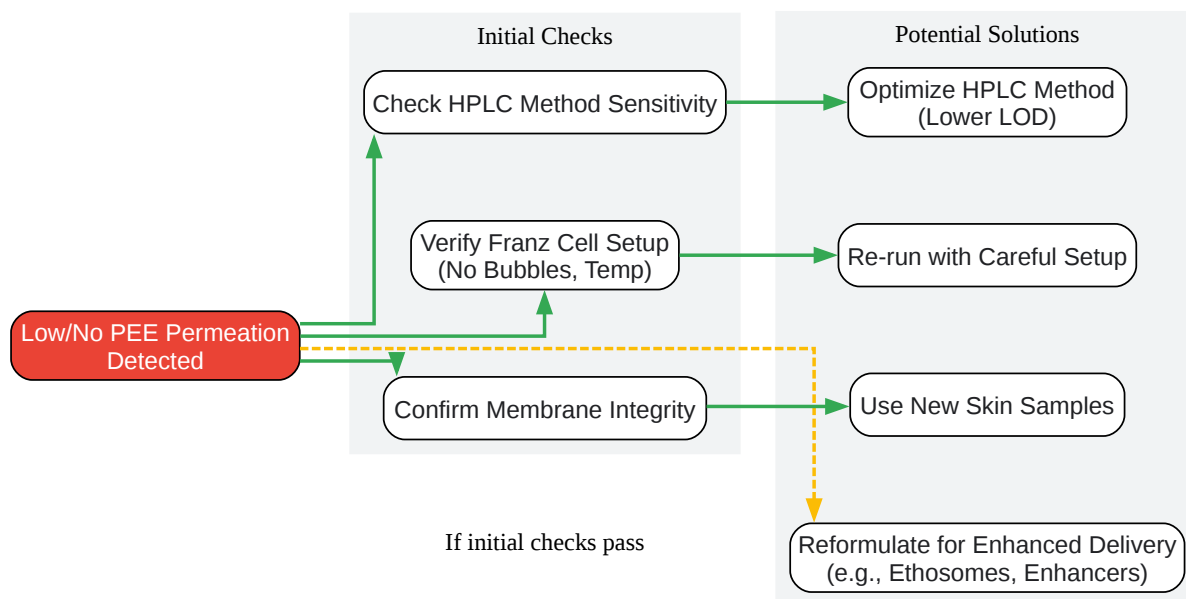 Initial Checks
Potential Solutions
Check HPLC Method Sensitivity
Optimize HPLC Method
(Lower LOD)
Verify Franz Cell Setup
(No Bubbles, Temp)
Re-run with Careful Setup
Low/No PEE Permeation
Detected
Confirm Membrane Integrity
Use New Skin Samples
If initial checks pass
Reformulate for Enhanced Delivery
(e.g., Ethosomes, Enhancers)